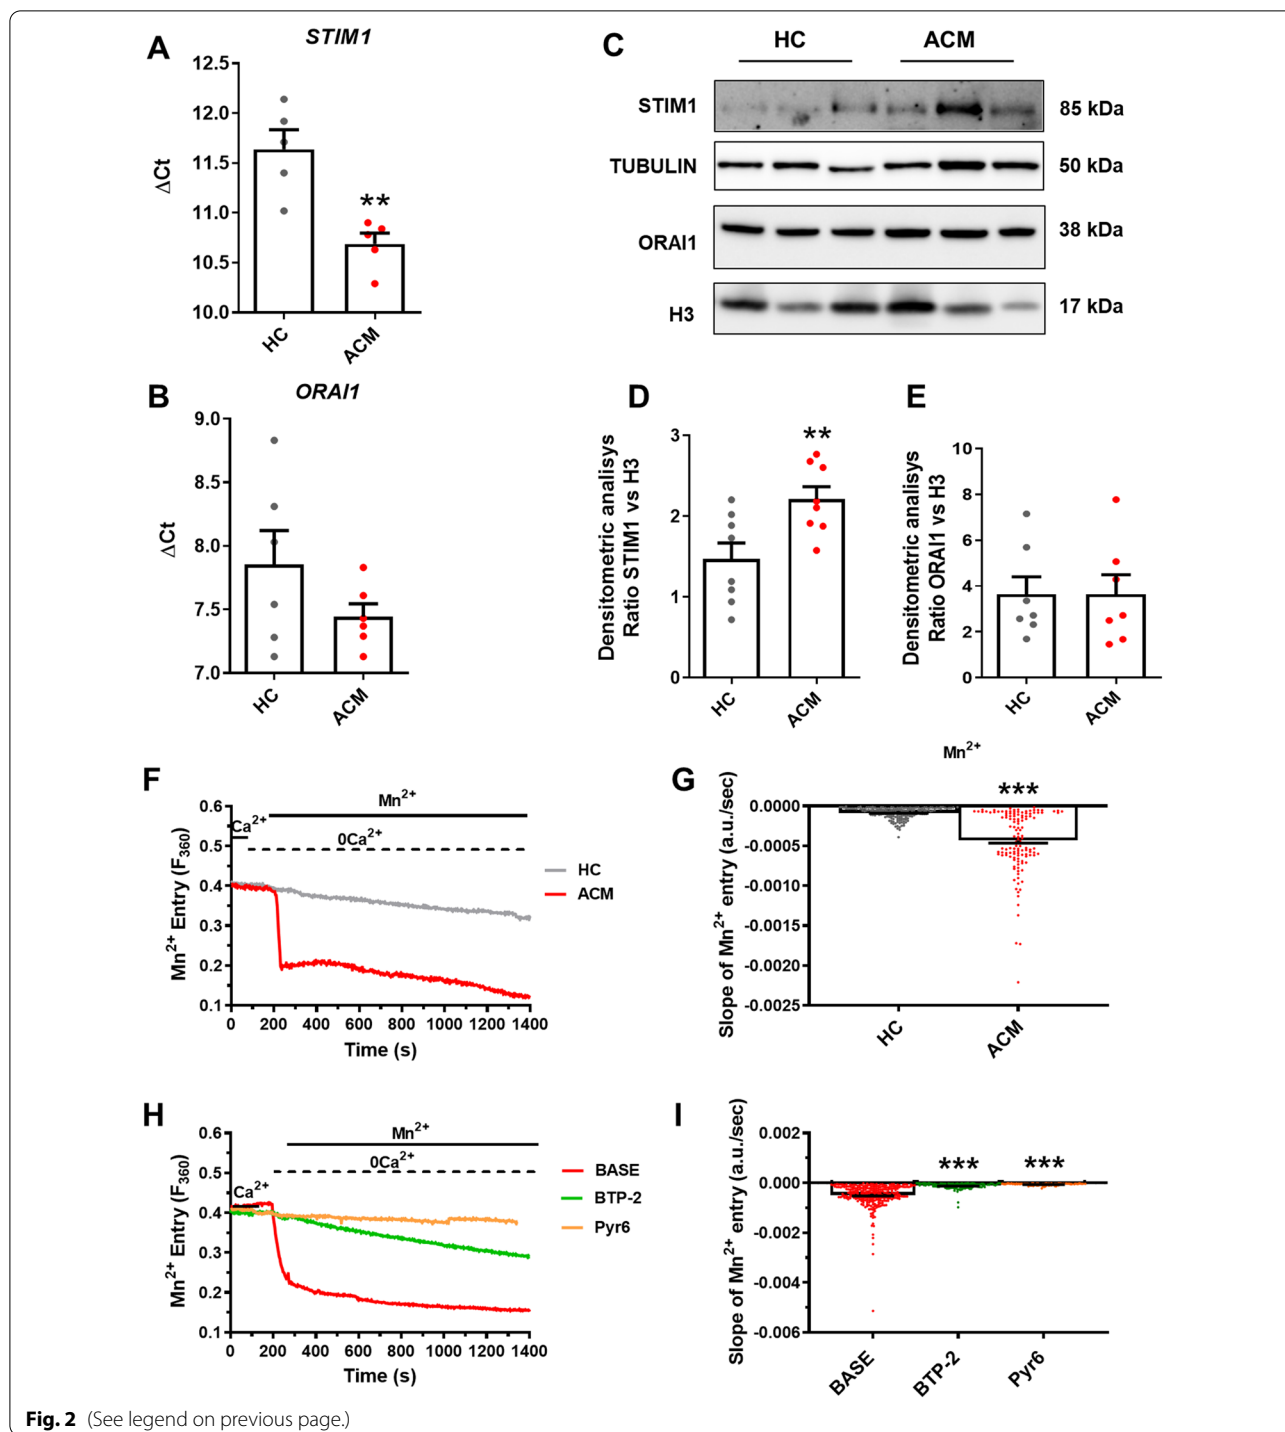 A
STIM1
ΔCt
12.5
12.0
11.5
11.0
10.5
10.0
**
HC
ACM
B
ORAI1
ΔCt
9.0
8.5
8.0
7.5
7.0
HC
ACM
C
HC
ACM
STIM1
85 kDa
TUBULIN
50 kDa
ORAI1
38 kDa
H3
17 kDa
D
Densitometric analisys
Ratio STIM1 vs H3
3
2
1
0
**
HC
ACM
E
Densitometric analisys
Ratio ORAI1 vs H3
10
8
6
4
2
0
HC
ACM
F
Mn²⁺ Entry (F₃₆₀)
0.6
0.5
0.4
0.3
0.2
0.1
Mn²⁺
Ca²⁺
0Ca²⁺
HC
ACM
0 200 400 600 800 1000 1200 1400
Time (s)
G
Mn²⁺
Slope of Mn²⁺ entry (a.u./sec)
0.0000
-0.0005
-0.0010
-0.0015
-0.0020
-0.0025
***
HC
ACM
H
Mn²⁺ Entry (F₃₆₀)
0.6
0.5
0.4
0.3
0.2
0.1
Mn²⁺
0Ca²⁺
Ca²⁺
BASE
BTP-2
Pyr6
0 200 400 600 800 1000 1200 1400
Time (s)
I
Slope of Mn²⁺ entry (a.u./sec)
0.002
0.000
-0.002
-0.004
-0.006
***
***
BASE
BTP-2
Pyr6
Fig. 2 (See legend on previous page.)